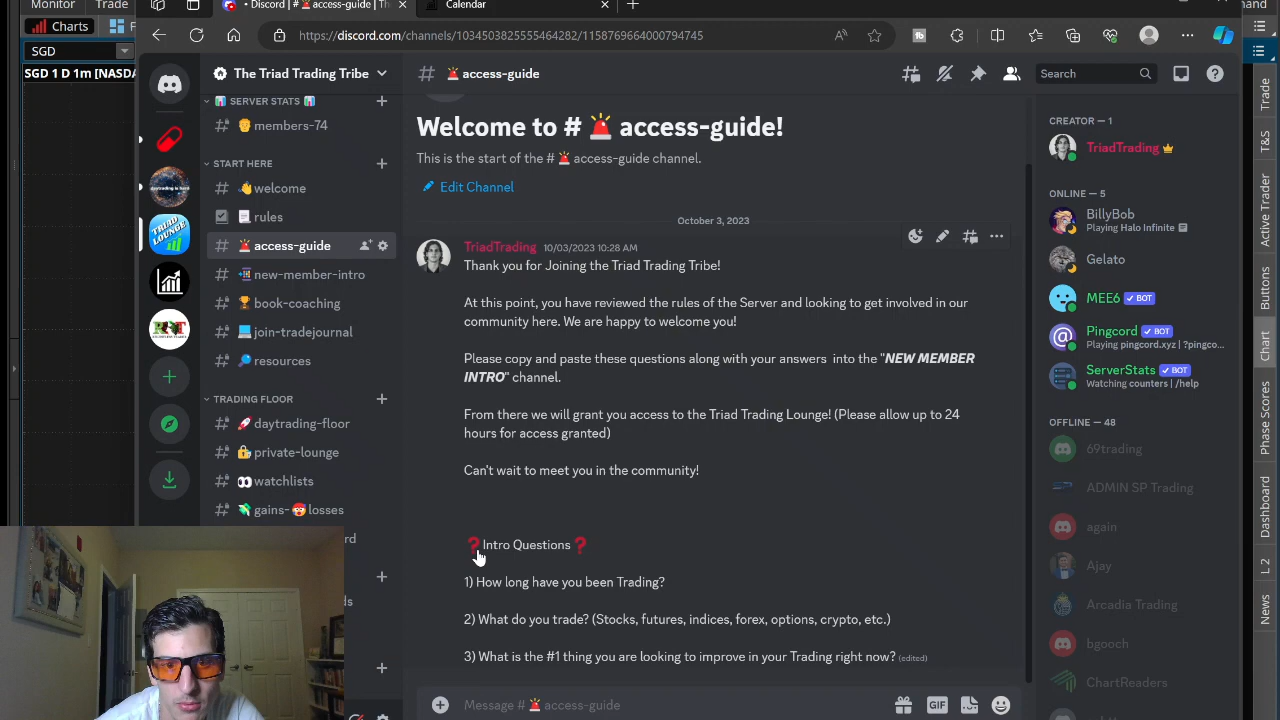 Monitor
Trade
Charts
SGD
SGD 1 D 1m [NASDA
Discord | #access-guide | Th
Calendar
https://discord.com/channels/1034503825555464282/1158769664000794745
The Triad Trading Tribe
SERVER STATS
members-74
START HERE
welcome
rules
access-guide
new-member-intro
book-coaching
join-tradejournal
resources
TRADING FLOOR
daytrading-floor
private-lounge
watchlists
gains-losses
# access-guide
Search
Welcome to # access-guide!
This is the start of the # access-guide channel.
Edit Channel
October 3, 2023
TriadTrading 10/03/2023 10:28 AM
Thank you for Joining the Triad Trading Tribe!
At this point, you have reviewed the rules of the Server and looking to get involved in our
community here. We are happy to welcome you!
Please copy and paste these questions along with your answers into the "NEW MEMBER
INTRO" channel.
From there we will grant you access to the Triad Trading Lounge! (Please allow up to 24
hours for access granted)
Can't wait to meet you in the community!
❓Intro Questions❓
1) How long have you been Trading?
2) What do you trade? (Stocks, futures, indices, forex, options, crypto, etc.)
3) What is the #1 thing you are looking to improve in your Trading right now? (edited)
Message # access-guide
GIF
CREATOR — 1
TriadTrading
ONLINE — 5
BillyBob
Playing Halo Infinite
Gelato
MEE6 ✓ BOT
Pingcord ✓ BOT
Playing pingcord.xyz | ?pingco...
ServerStats ✓ BOT
Watching counters | /help
OFFLINE — 48
69trading
ADMIN SP Trading
again
Ajay
Arcadia Trading
bgooch
ChartReaders
Trade
T&S
Active Trader
Buttons
Chart
Phase Scores
Dashboard
L 2
News
TRIAD LOUNGE
daytrading is hard